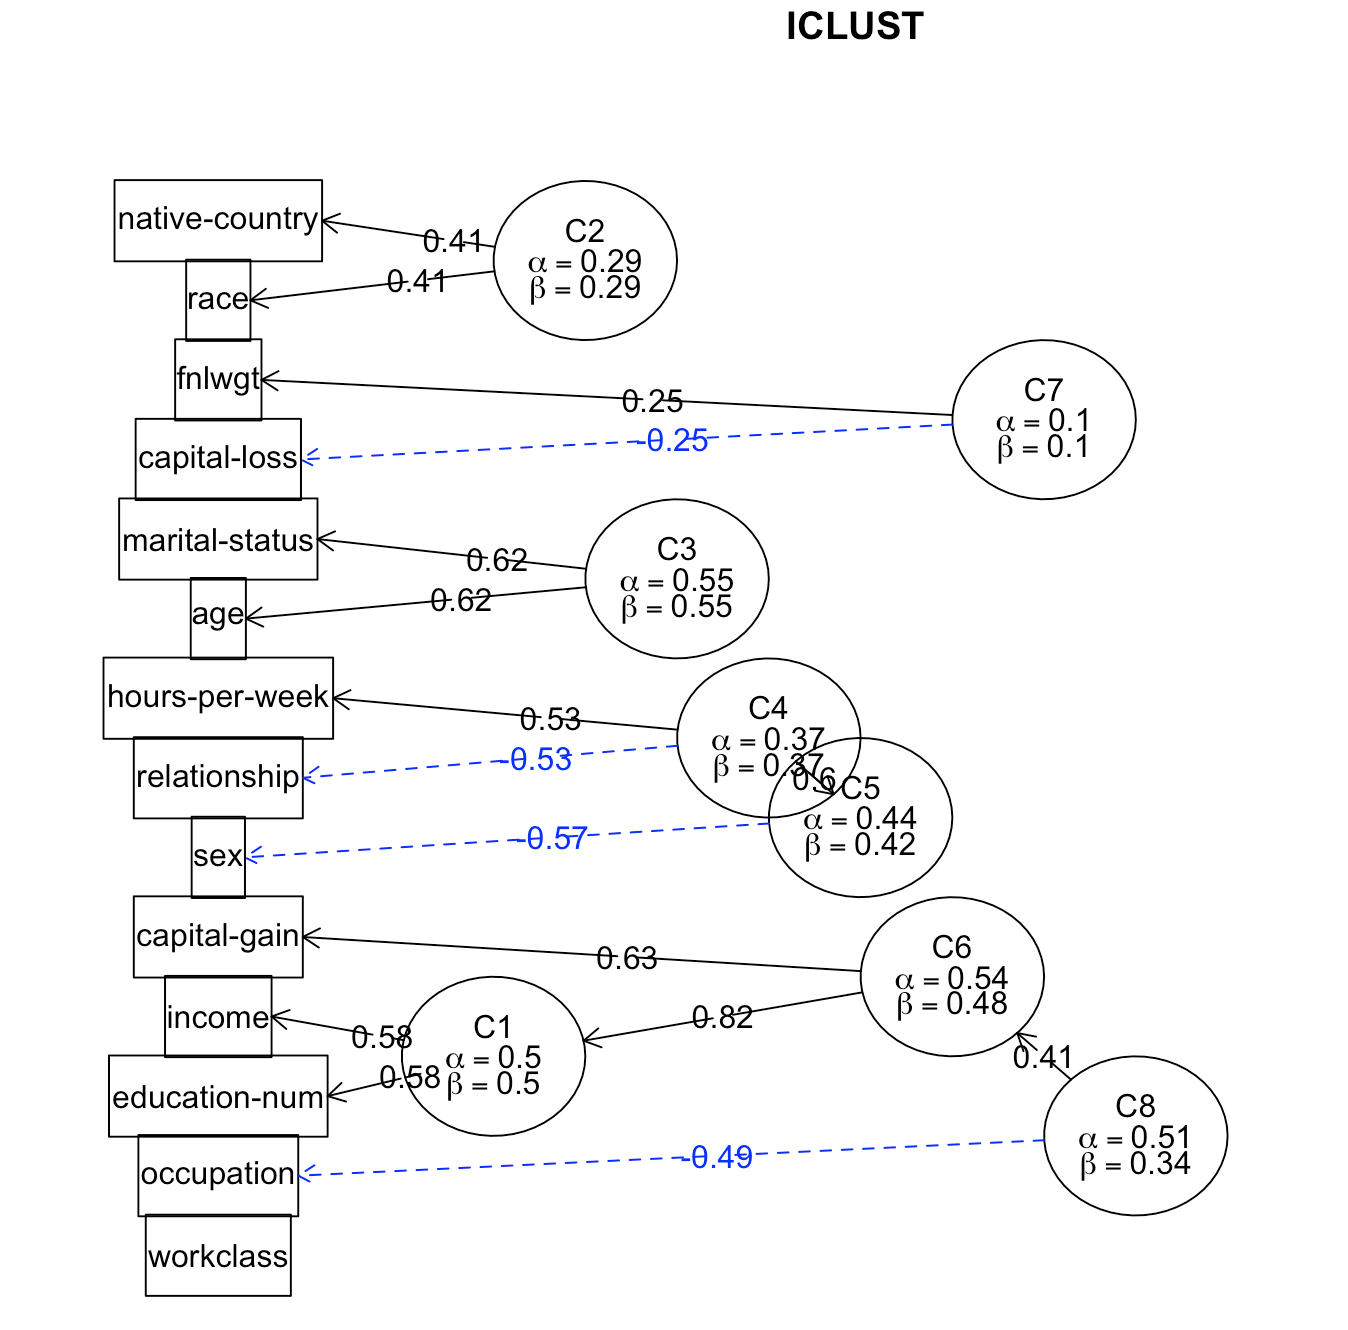 ICLUST
native-country
0.41
C2
α = 0.29
β = 0.29
race
0.41
fnlwgt
0.25
C7
α = 0.1
β = 0.1
capital-loss
-0.25
marital-status
0.62
C3
α = 0.55
β = 0.55
age
0.62
hours-per-week
0.53
C4
α = 0.37
β = 0.37
relationship
-0.53
0.6
C5
α = 0.44
β = 0.42
sex
-0.57
capital-gain
0.63
C6
α = 0.54
β = 0.48
income
0.58
C1
α = 0.5
β = 0.5
0.82
education-num
0.58
0.41
C8
α = 0.51
β = 0.34
occupation
-0.49
workclass